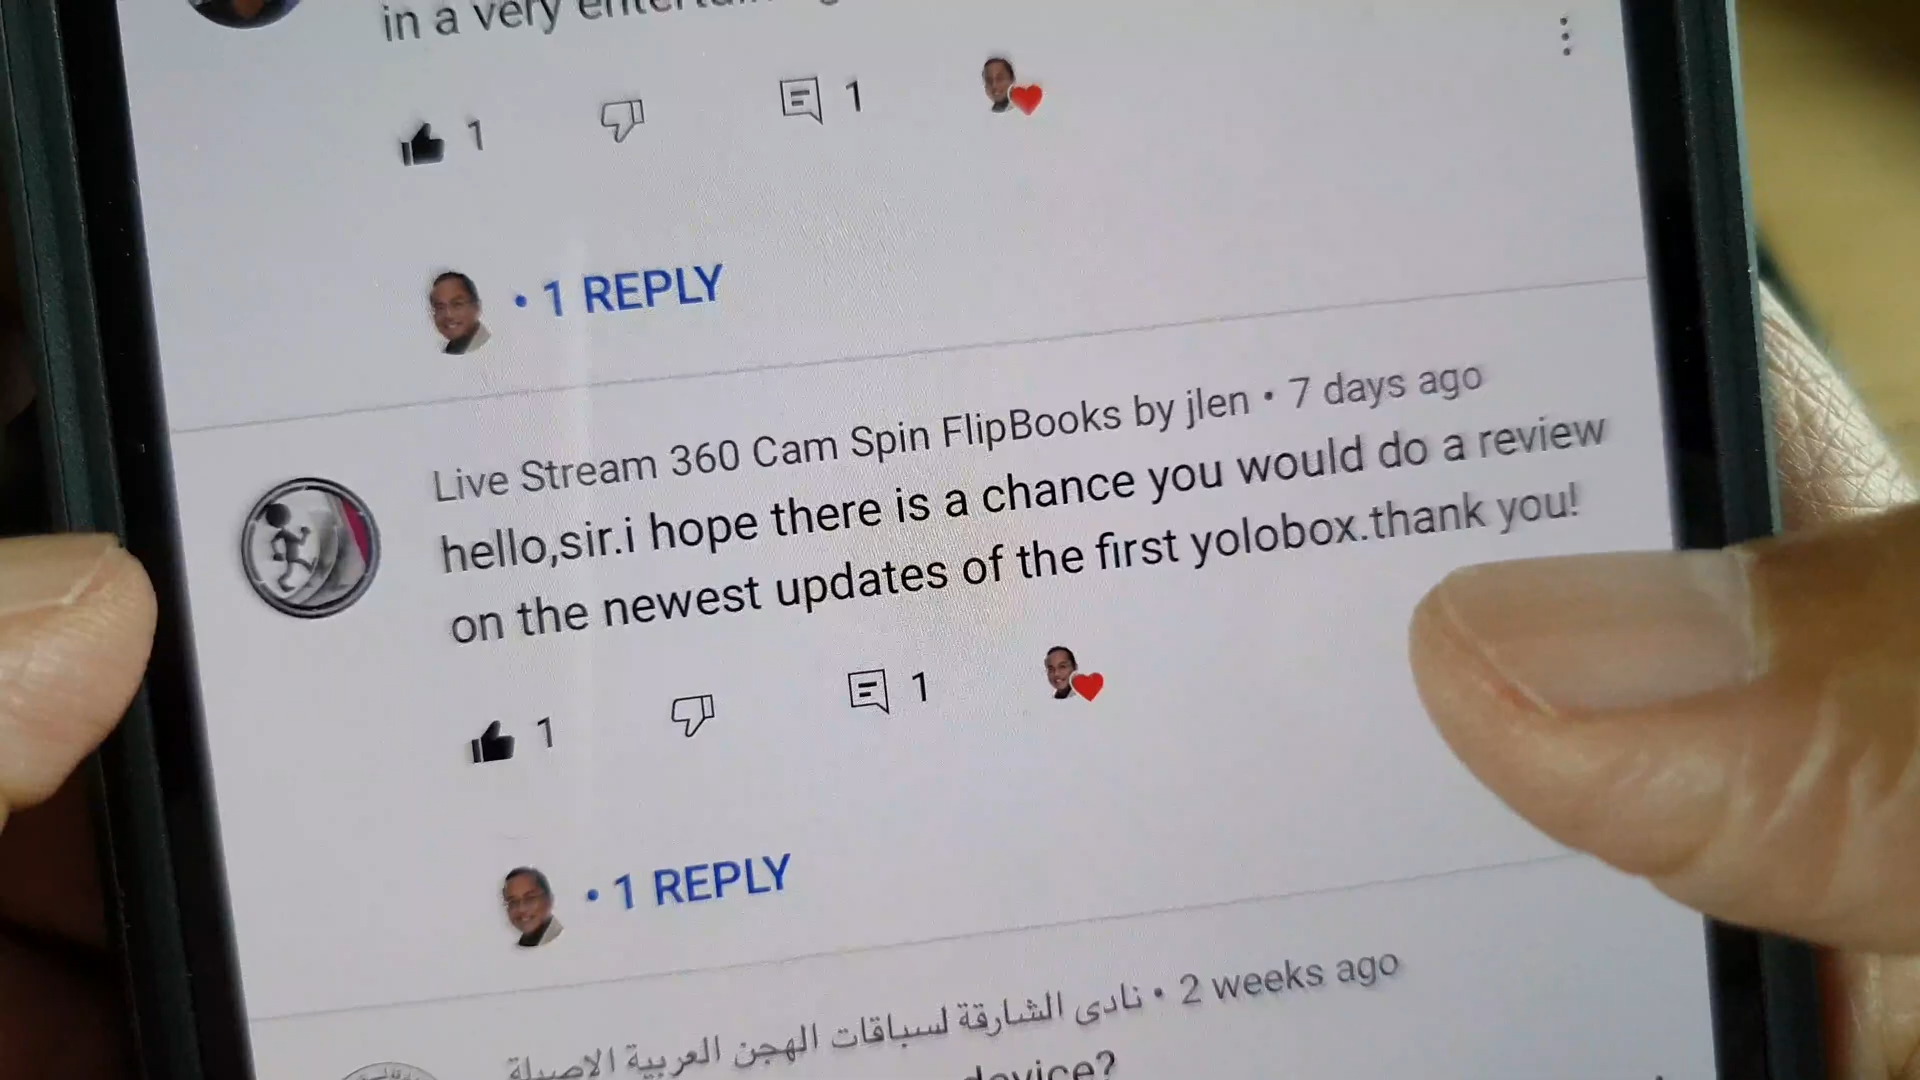 in a very
1
1
• 1 REPLY
Live Stream 360 Cam Spin FlipBooks by jlen • 7 days ago
hello,sir.i hope there is a chance you would do a review
on the newest updates of the first yolobox.thank you!
1
1
• 1 REPLY
نادى الشارقة لسباقات الهجن العربية الاصيلة • 2 weeks ago
device?